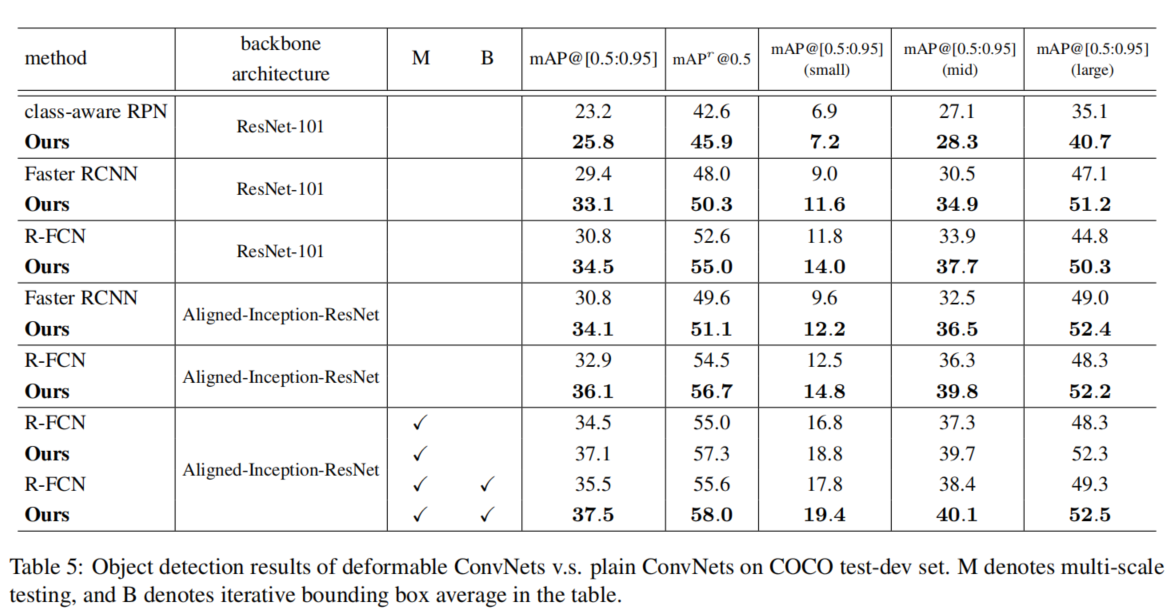 method backbone architecture M B mAP@[0.5:0.95] mAPʳ@0.5 mAP@[0.5:0.95] (small) mAP@[0.5:0.95] (mid) mAP@[0.5:0.95] (large)
class-aware RPN ResNet-101 23.2 42.6 6.9 27.1 35.1
Ours 25.8 45.9 7.2 28.3 40.7
Faster RCNN ResNet-101 29.4 48.0 9.0 30.5 47.1
Ours 33.1 50.3 11.6 34.9 51.2
R-FCN ResNet-101 30.8 52.6 11.8 33.9 44.8
Ours 34.5 55.0 14.0 37.7 50.3
Faster RCNN Aligned-Inception-ResNet 30.8 49.6 9.6 32.5 49.0
Ours 34.1 51.1 12.2 36.5 52.4
R-FCN Aligned-Inception-ResNet 32.9 54.5 12.5 36.3 48.3
Ours 36.1 56.7 14.8 39.8 52.2
R-FCN Aligned-Inception-ResNet ✓ 34.5 55.0 16.8 37.3 48.3
Ours ✓ 37.1 57.3 18.8 39.7 52.3
R-FCN ✓ ✓ 35.5 55.6 17.8 38.4 49.3
Ours ✓ ✓ 37.5 58.0 19.4 40.1 52.5
Table 5: Object detection results of deformable ConvNets v.s. plain ConvNets on COCO test-dev set. M denotes multi-scale
testing, and B denotes iterative bounding box average in the table.